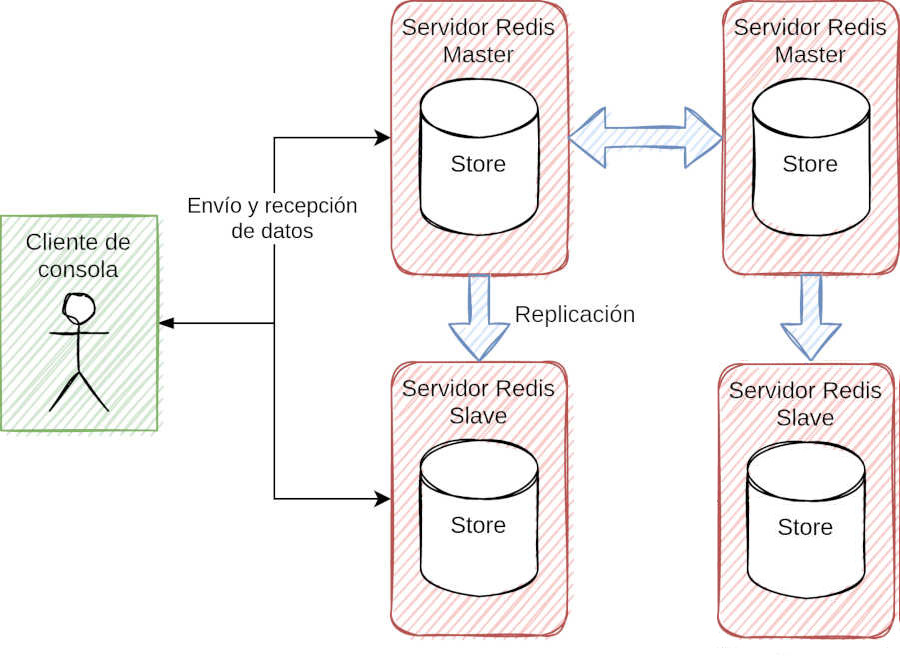 Servidor Redis
Master
Store
Servidor Redis
Master
Store
Envío y recepción
de datos
Cliente de
consola
Replicación
Servidor Redis
Slave
Store
Servidor Redis
Slave
Store